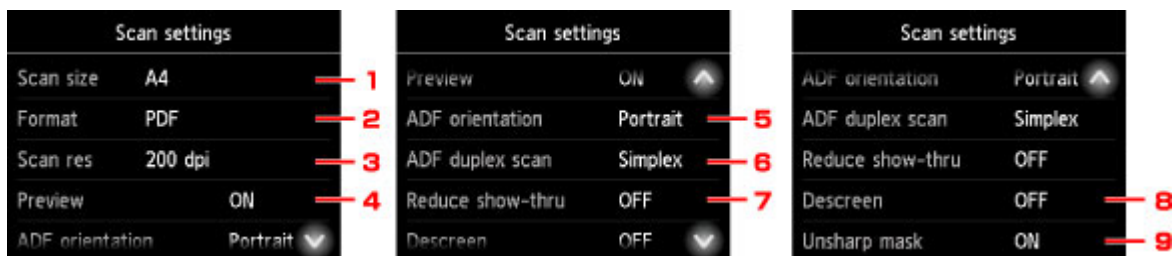 Scan settings
Scan size A4 1
Format PDF 2
Scan res 200 dpi 3
Preview ON 4
ADF orientation Portrait
Scan settings
Preview ON
ADF orientation Portrait 5
ADF duplex scan Simplex 6
Reduce show-thru OFF 7
Descreen OFF
Scan settings
ADF orientation Portrait
ADF duplex scan Simplex
Reduce show-thru OFF
Descreen OFF 8
Unsharp mask ON 9